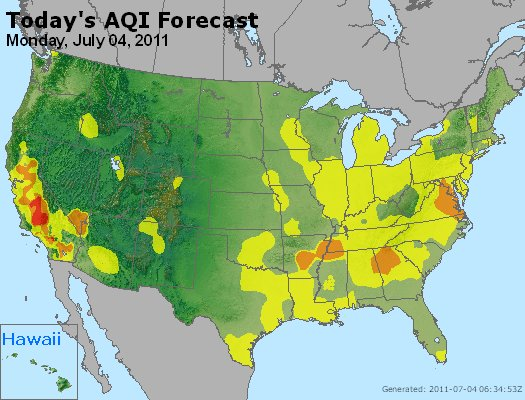 Today's AQI Forecast
Monday, July 04, 2011
Hawaii
Generated: 2011-07-04 06:34:53Z